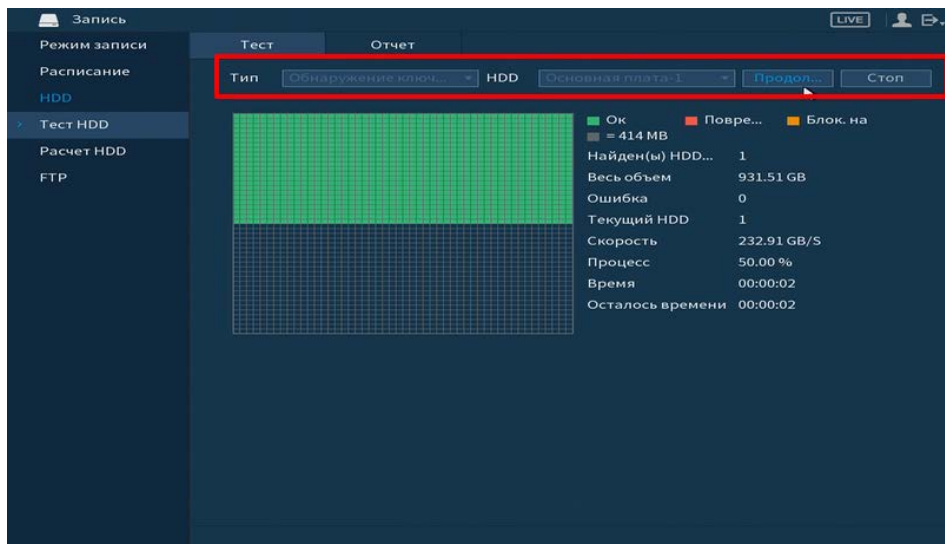 Запись
LIVE
Режим записи
Расписание
HDD
Тест HDD
Расчет HDD
FTP
Тест Отчет
Тип Обнаружение ключ... HDD Основная плата-1 Продол... Стоп
Ок Повре... Блок. на
= 414 MB
Найден(ы) HDD... 1
Весь объем 931.51 GB
Ошибка 0
Текущий HDD 1
Скорость 232.91 GB/S
Процесс 50.00 %
Время 00:00:02
Осталось времени 00:00:02